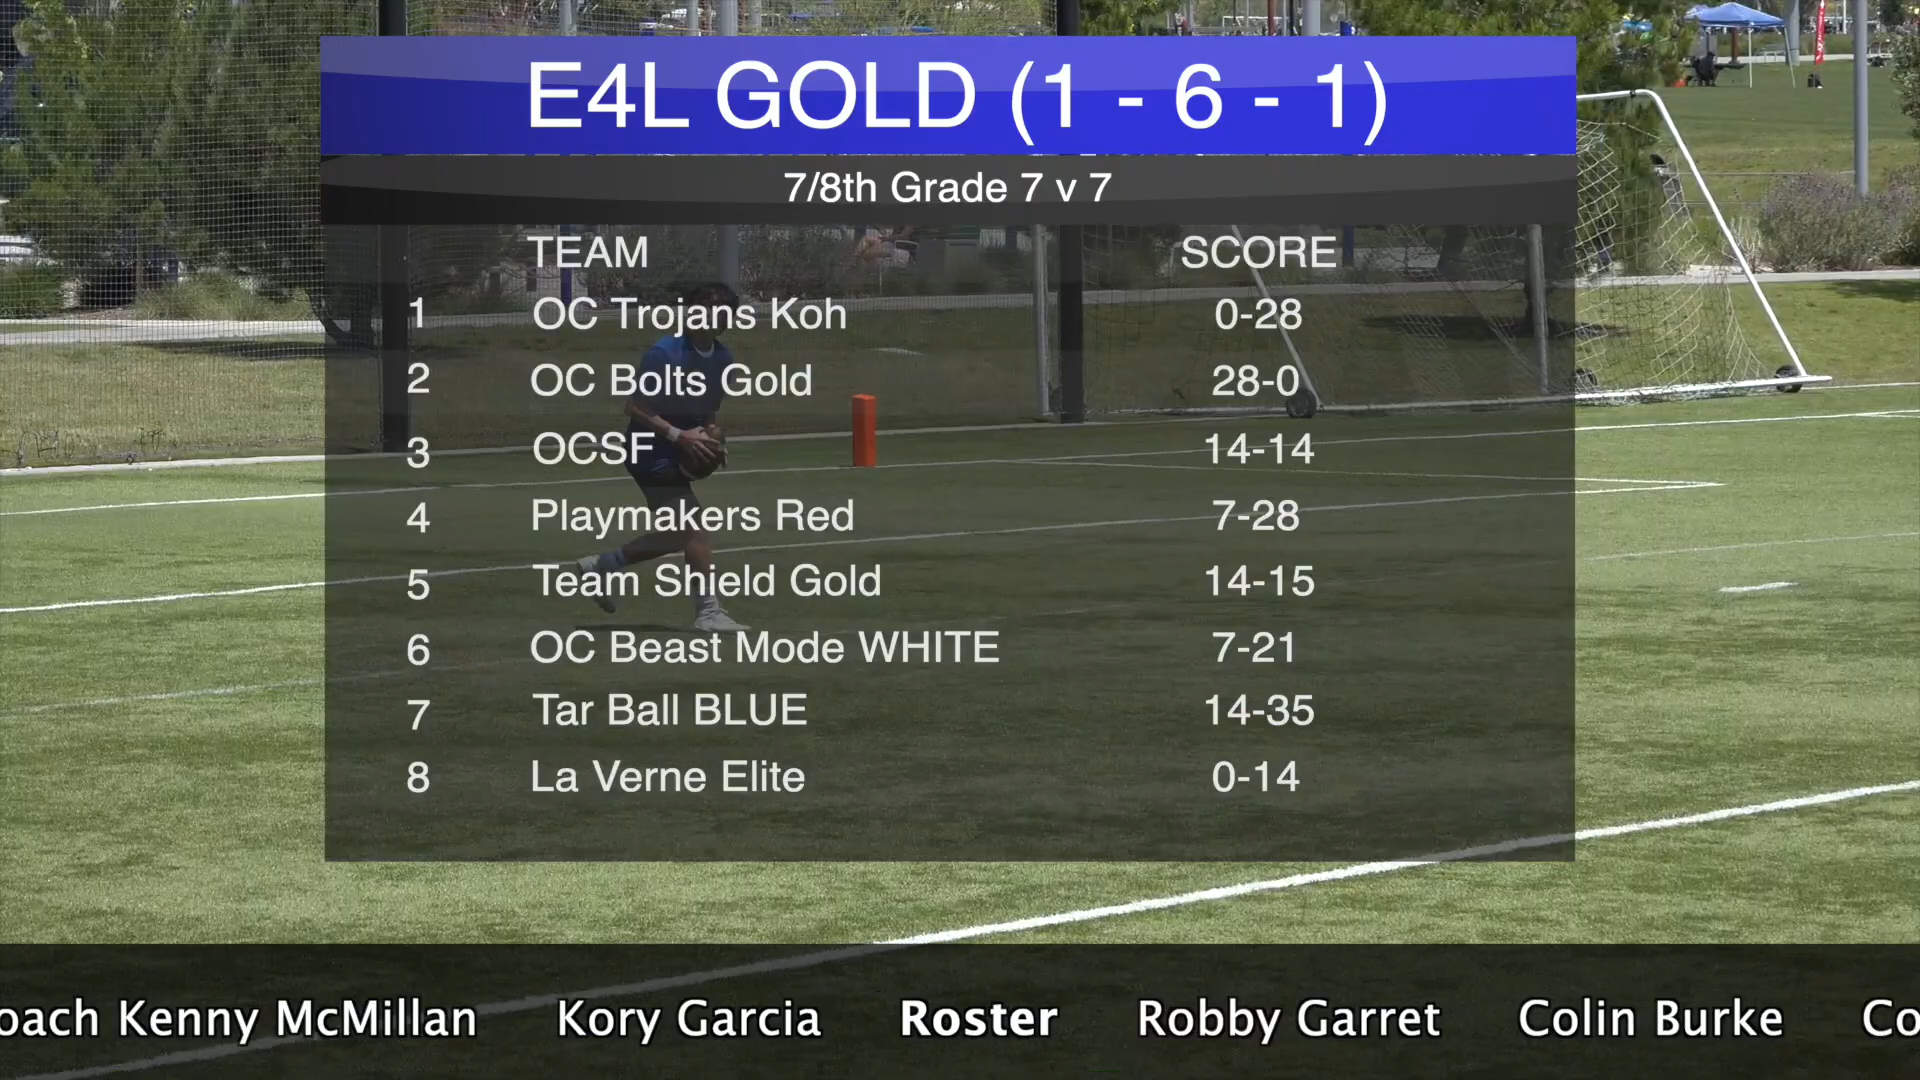 E4L GOLD (1 - 6 - 1)
7/8th Grade 7 v 7
TEAM SCORE
1 OC Trojans Koh 0-28
2 OC Bolts Gold 28-0
3 OCSF 14-14
4 Playmakers Red 7-28
5 Team Shield Gold 14-15
6 OC Beast Mode WHITE 7-21
7 Tar Ball BLUE 14-35
8 La Verne Elite 0-14
oach Kenny McMillan Kory Garcia Roster Robby Garret Colin Burke Co